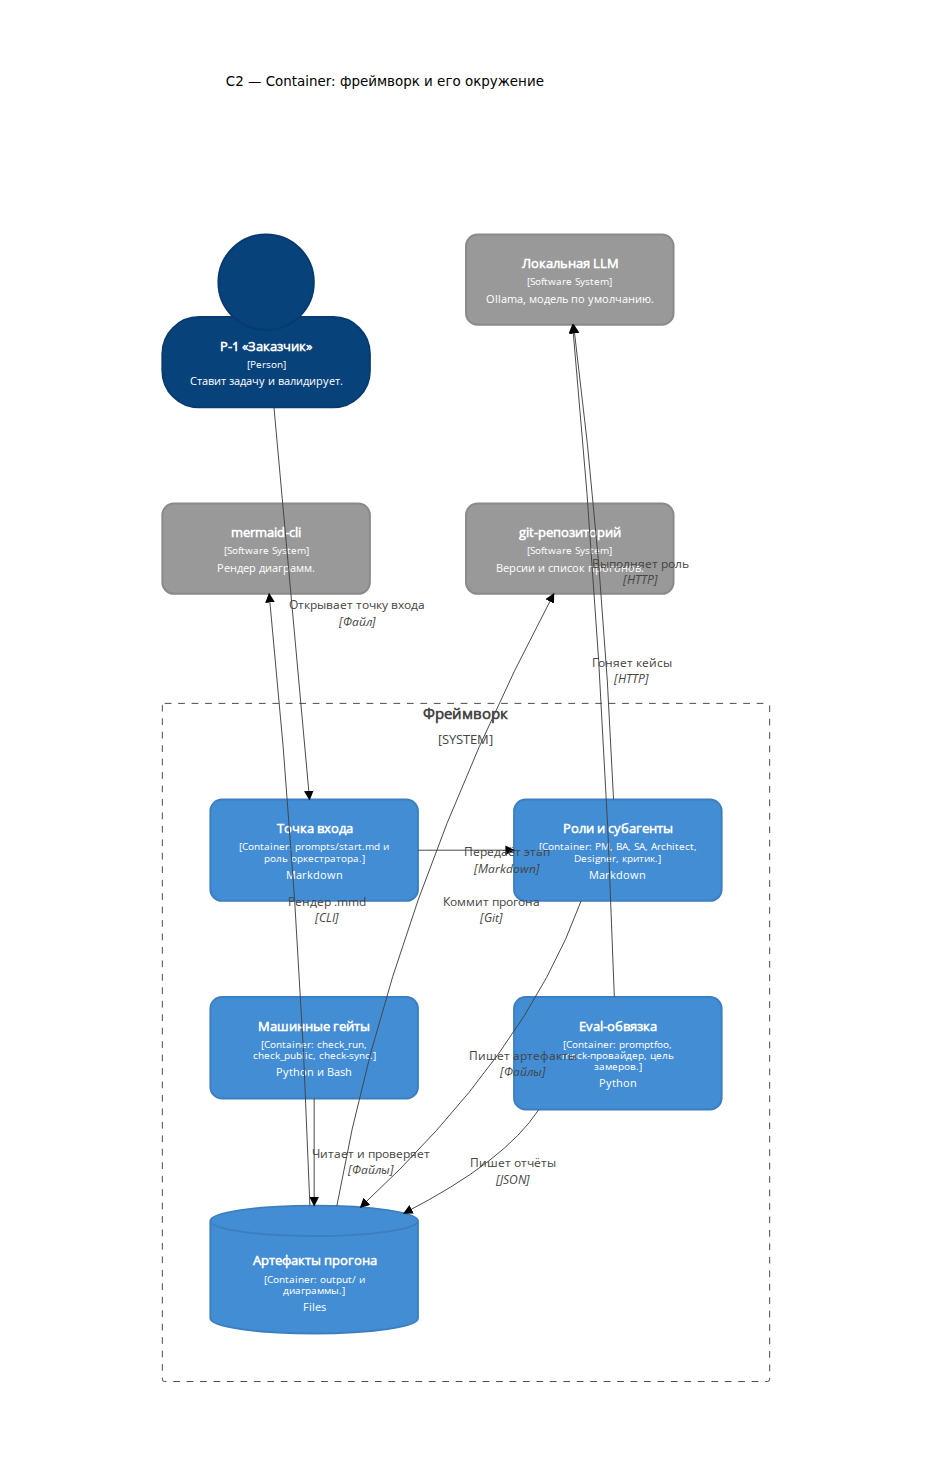 C2 — Container: фреймворк и его окружение
Локальная LLM
[Software System]
Ollama, модель по умолчанию.
P-1 «Заказчик»
[Person]
Ставит задачу и валидирует.
mermaid-cli
[Software System]
Рендер диаграмм.
git-репозиторий
[Software System]
Версии и список прогонов.
Выполняет роль
[HTTP]
Открывает точку входа
[Файл]
Гоняет кейсы
[HTTP]
Фреймворк
[SYSTEM]
Точка входа
[Container: prompts/start.md и
роль оркестратора.]
Markdown
Передаёт этап
[Markdown]
Роли и субагенты
[Container: PM, BA, SA, Architect,
Designer, критик.]
Markdown
Рендер .mmd
[CLI]
Коммит прогона
[Git]
Машинные гейты
[Container: check_run,
check_public, check-sync.]
Python и Bash
Eval-обвязка
[Container: promptfoo,
mock-провайдер, цель
замеров.]
Python
Пишет артефакты
[Файлы]
Читает и проверяет
[Файлы]
Пишет отчёты
[JSON]
Артефакты прогона
[Container: output/ и
диаграммы.]
Files